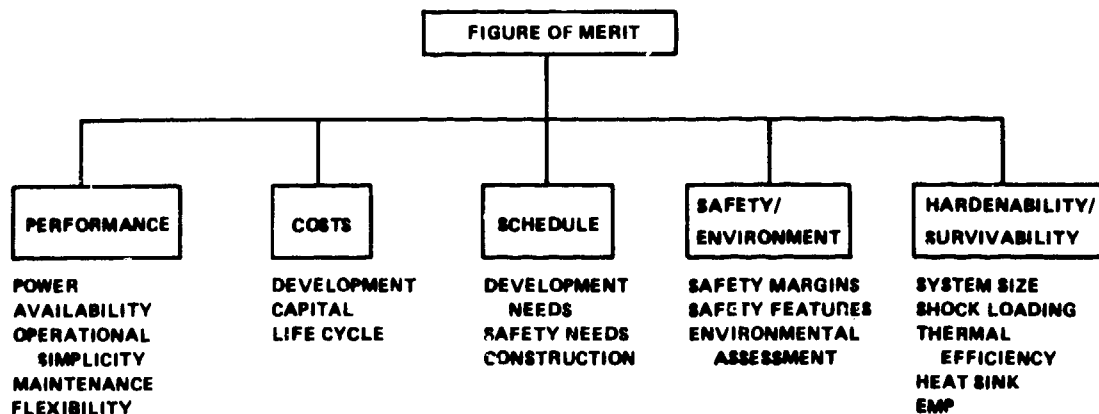 FIGURE OF MERIT
PERFORMANCE
POWER
AVAILABILITY
OPERATIONAL
SIMPLICITY
MAINTENANCE
FLEXIBILITY
COSTS
DEVELOPMENT
CAPITAL
LIFE CYCLE
SCHEDULE
DEVELOPMENT
NEEDS
SAFETY NEEDS
CONSTRUCTION
SAFETY/
ENVIRONMENT
SAFETY MARGINS
SAFETY FEATURES
ENVIRONMENTAL
ASSESSMENT
HARDENABILITY/
SURVIVABILITY
SYSTEM SIZE
SHOCK LOADING
THERMAL
EFFICIENCY
HEAT SINK
EMP